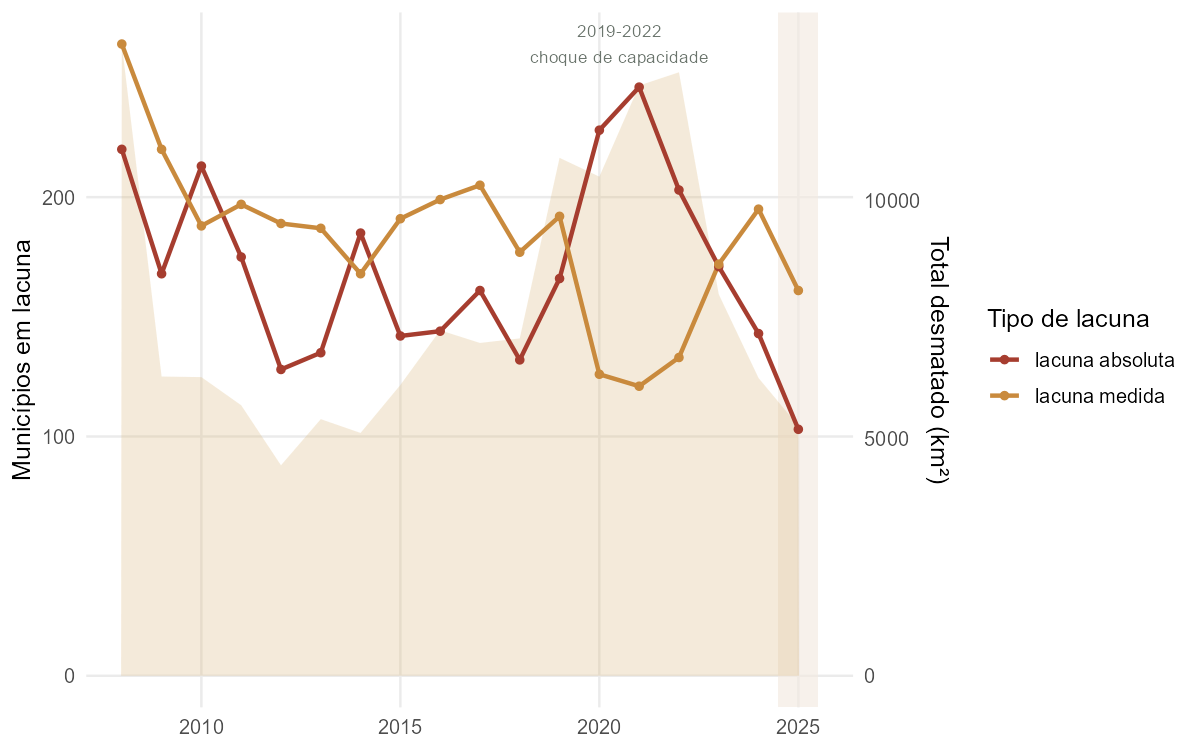 2019-2022
choque de capacidade
Municípios em lacuna
200
100
0
10000
5000
0
Total desmatado (km²)
2010
2015
2020
2025
Tipo de lacuna
lacuna absoluta
lacuna medida